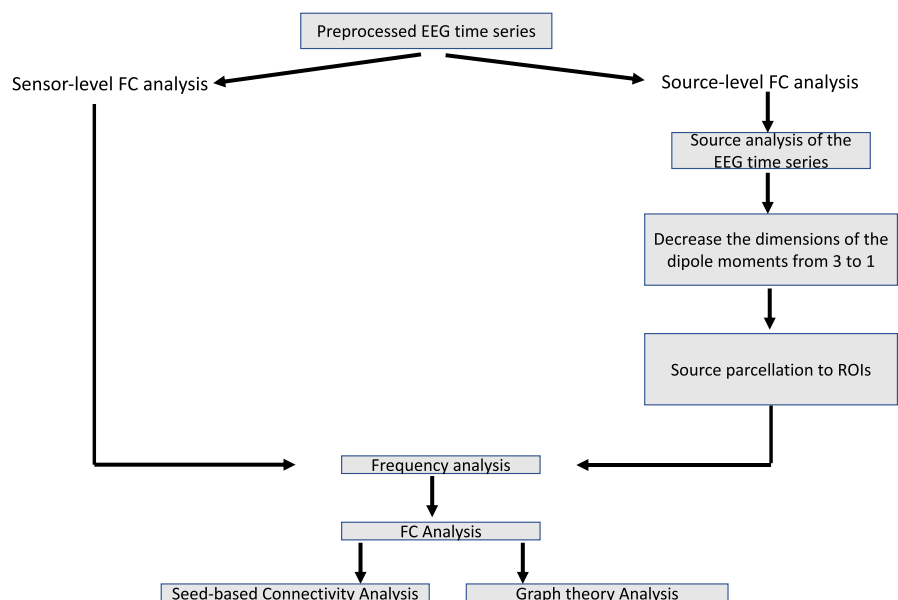 Preprocessed EEG time series
Sensor-level FC analysis
Source-level FC analysis
Source analysis of the
EEG time series
Decrease the dimensions of the
dipole moments from 3 to 1
Source parcellation to ROIs
Frequency analysis
FC Analysis
Seed-based Connectivity Analysis
Graph theory Analysis